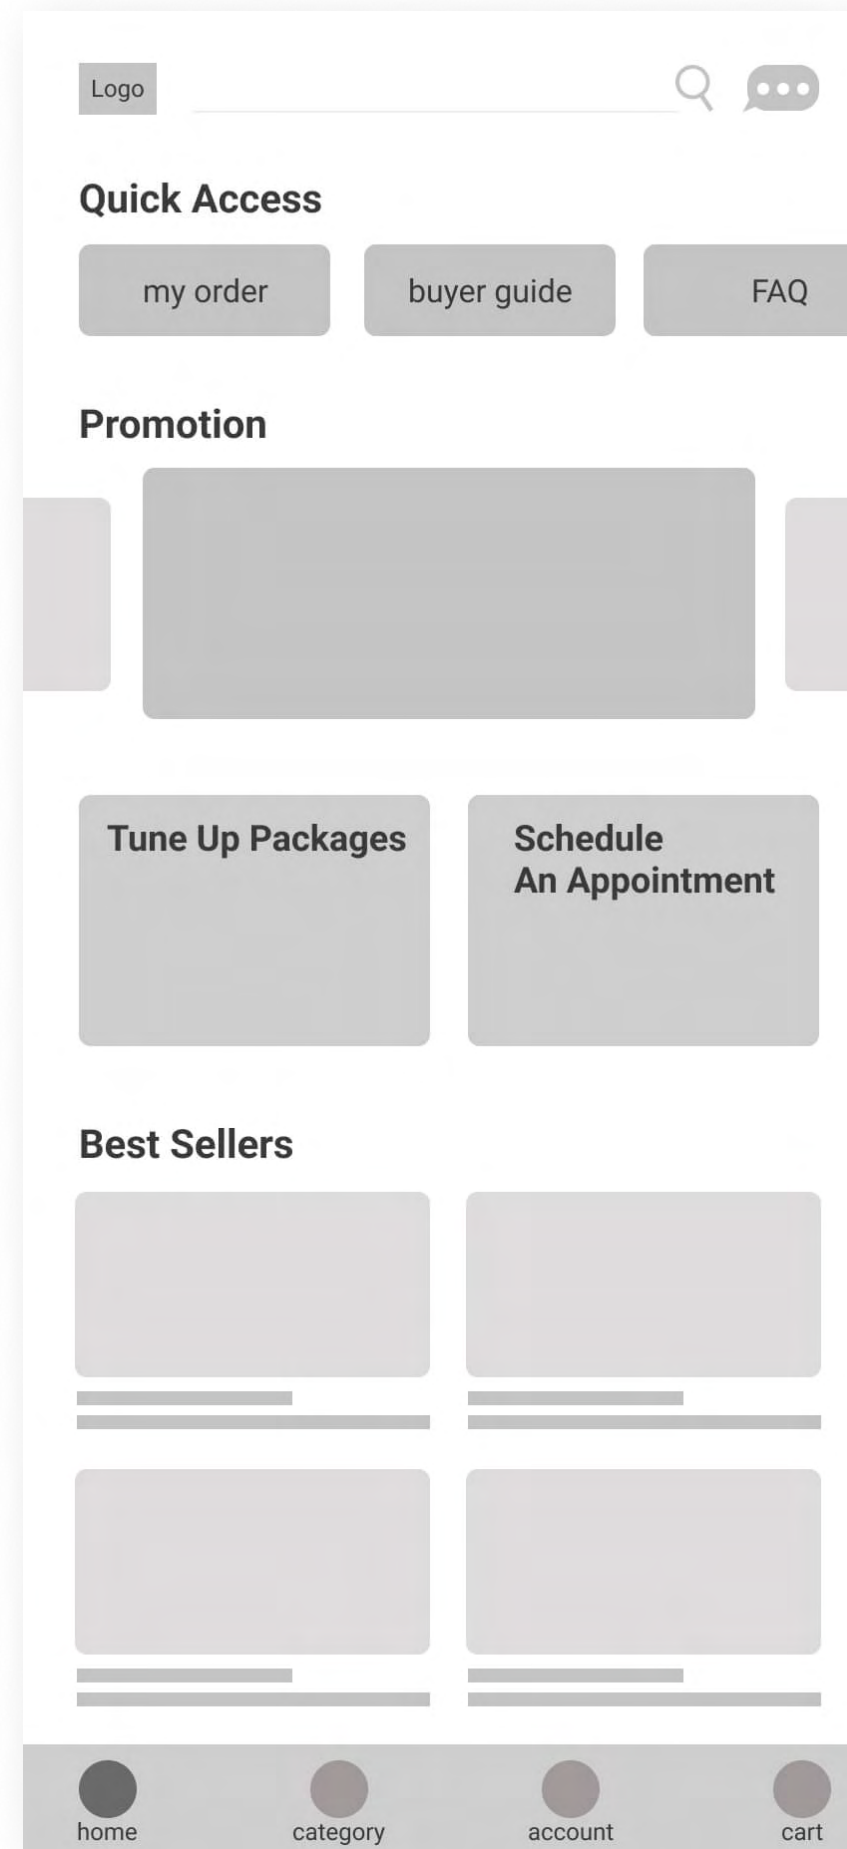 Logo
Quick Access
my order
buyer guide
FAQ
Promotion
Tune Up Packages
Schedule
An Appointment
Best Sellers
home
category
account
cart